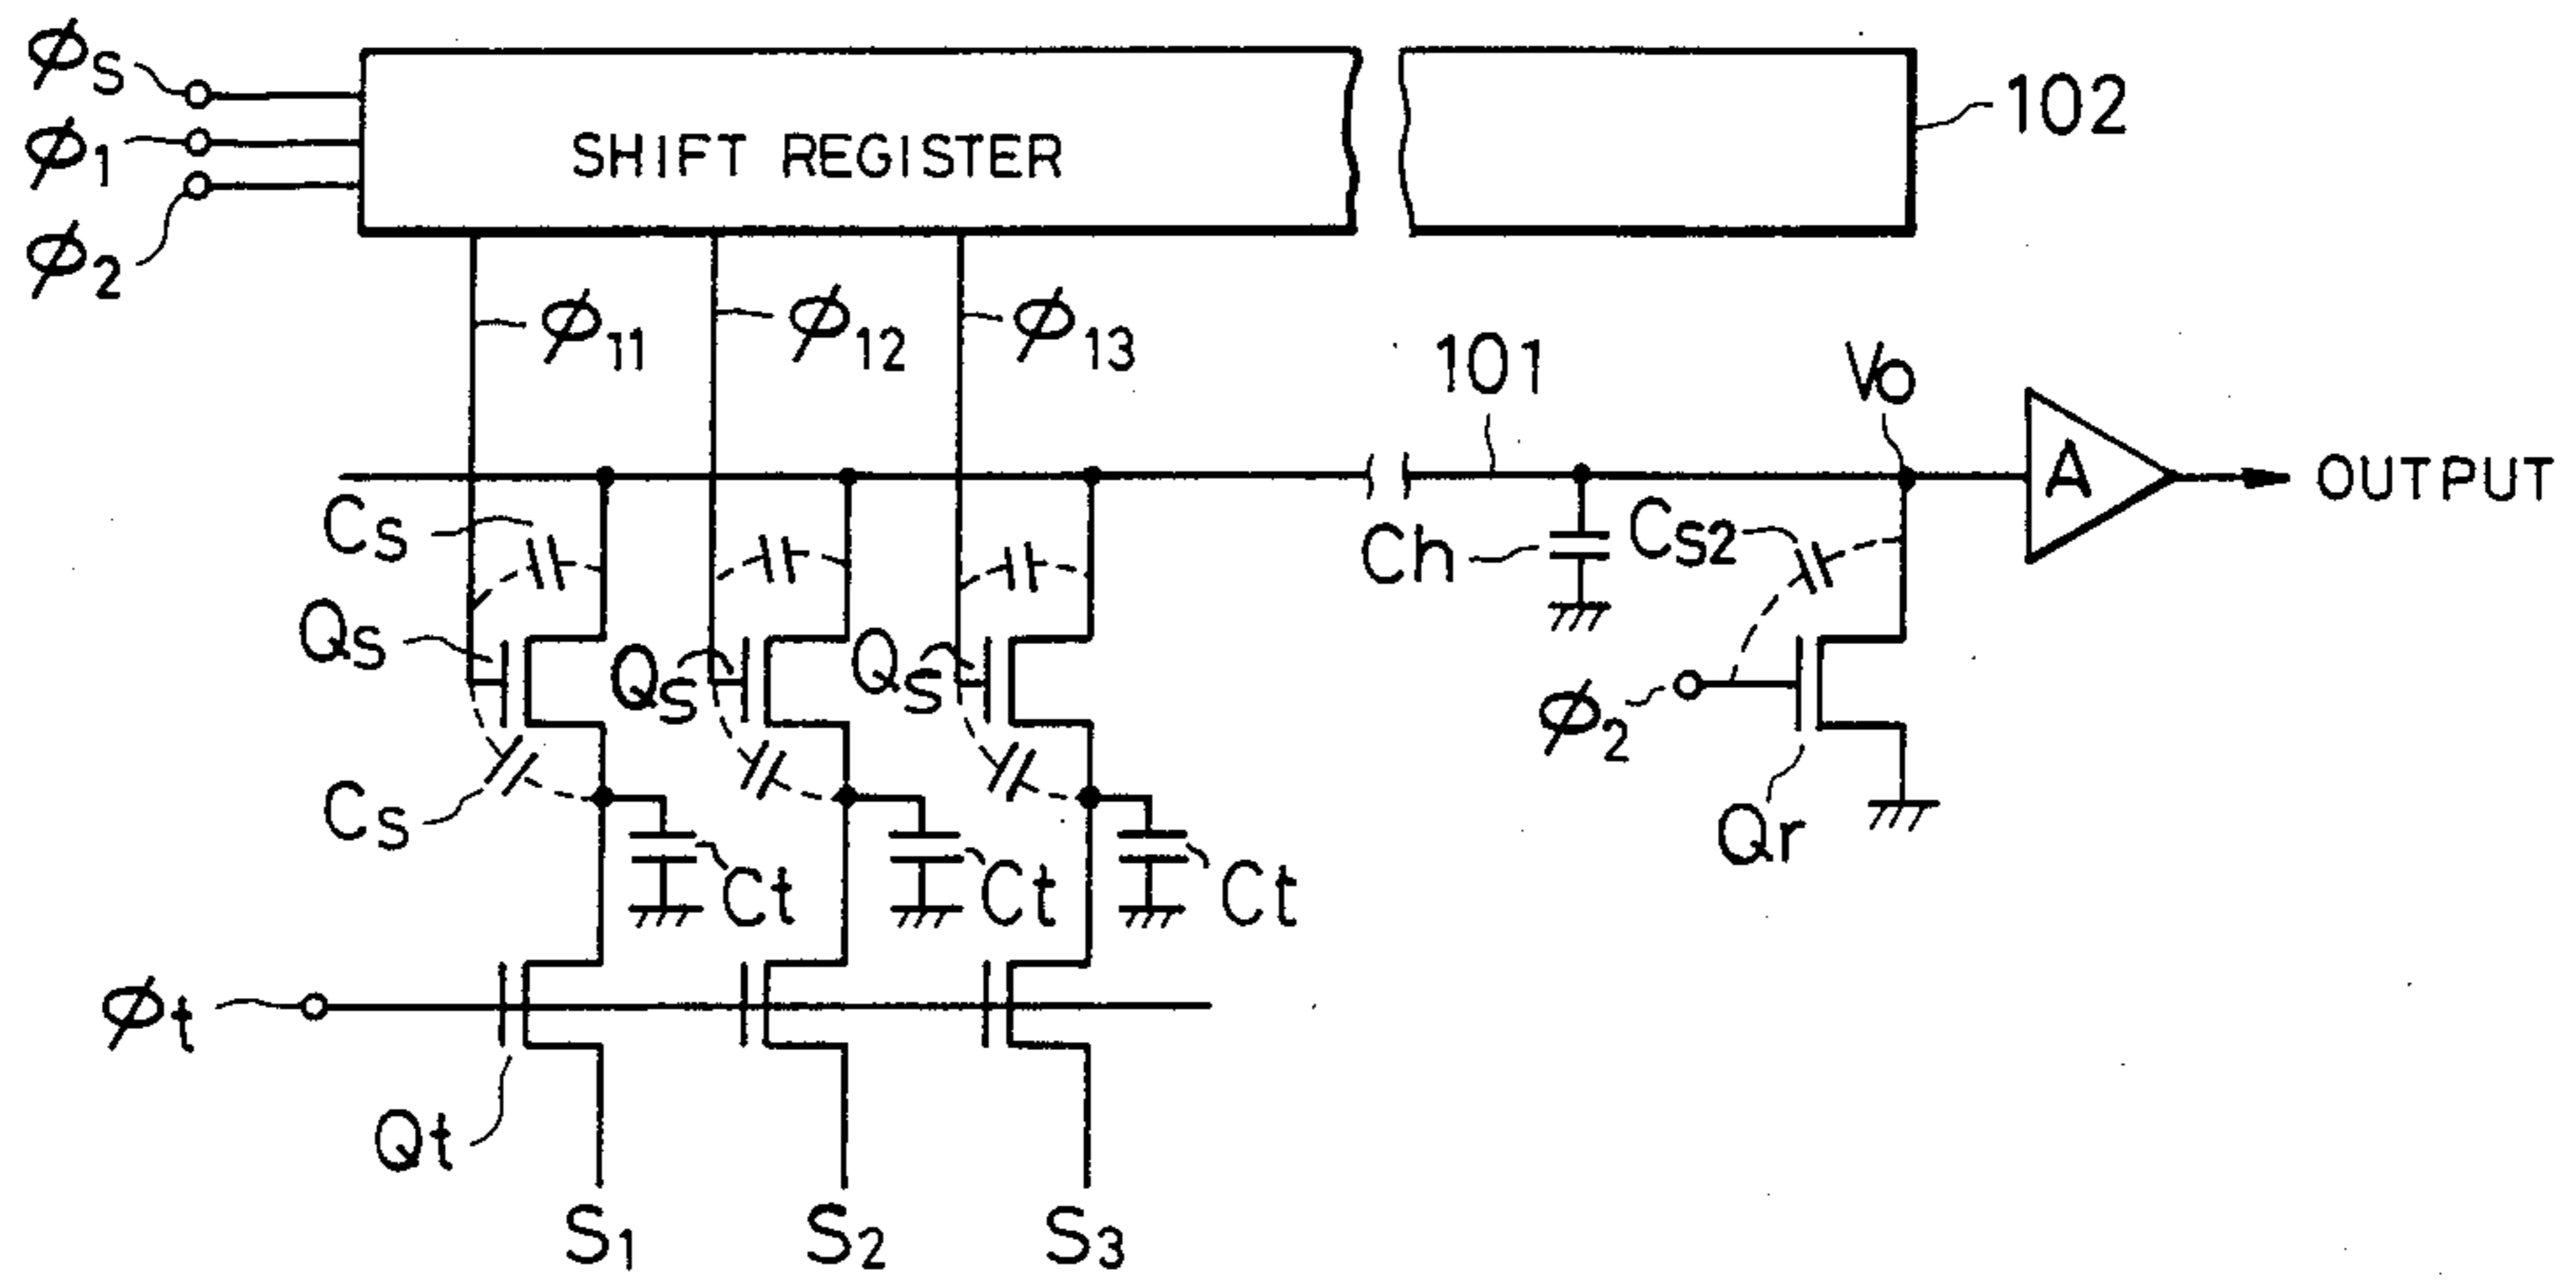 ϕS
ϕ1
ϕ2
SHIFT REGISTER
102
ϕ11
ϕ12
ϕ13
101
VO
A
OUTPUT
CS
Ch
CS2
QS
QS
QS
ϕ2
Qr
CS
Ct
Ct
Ct
ϕt
Qt
S1
S2
S3